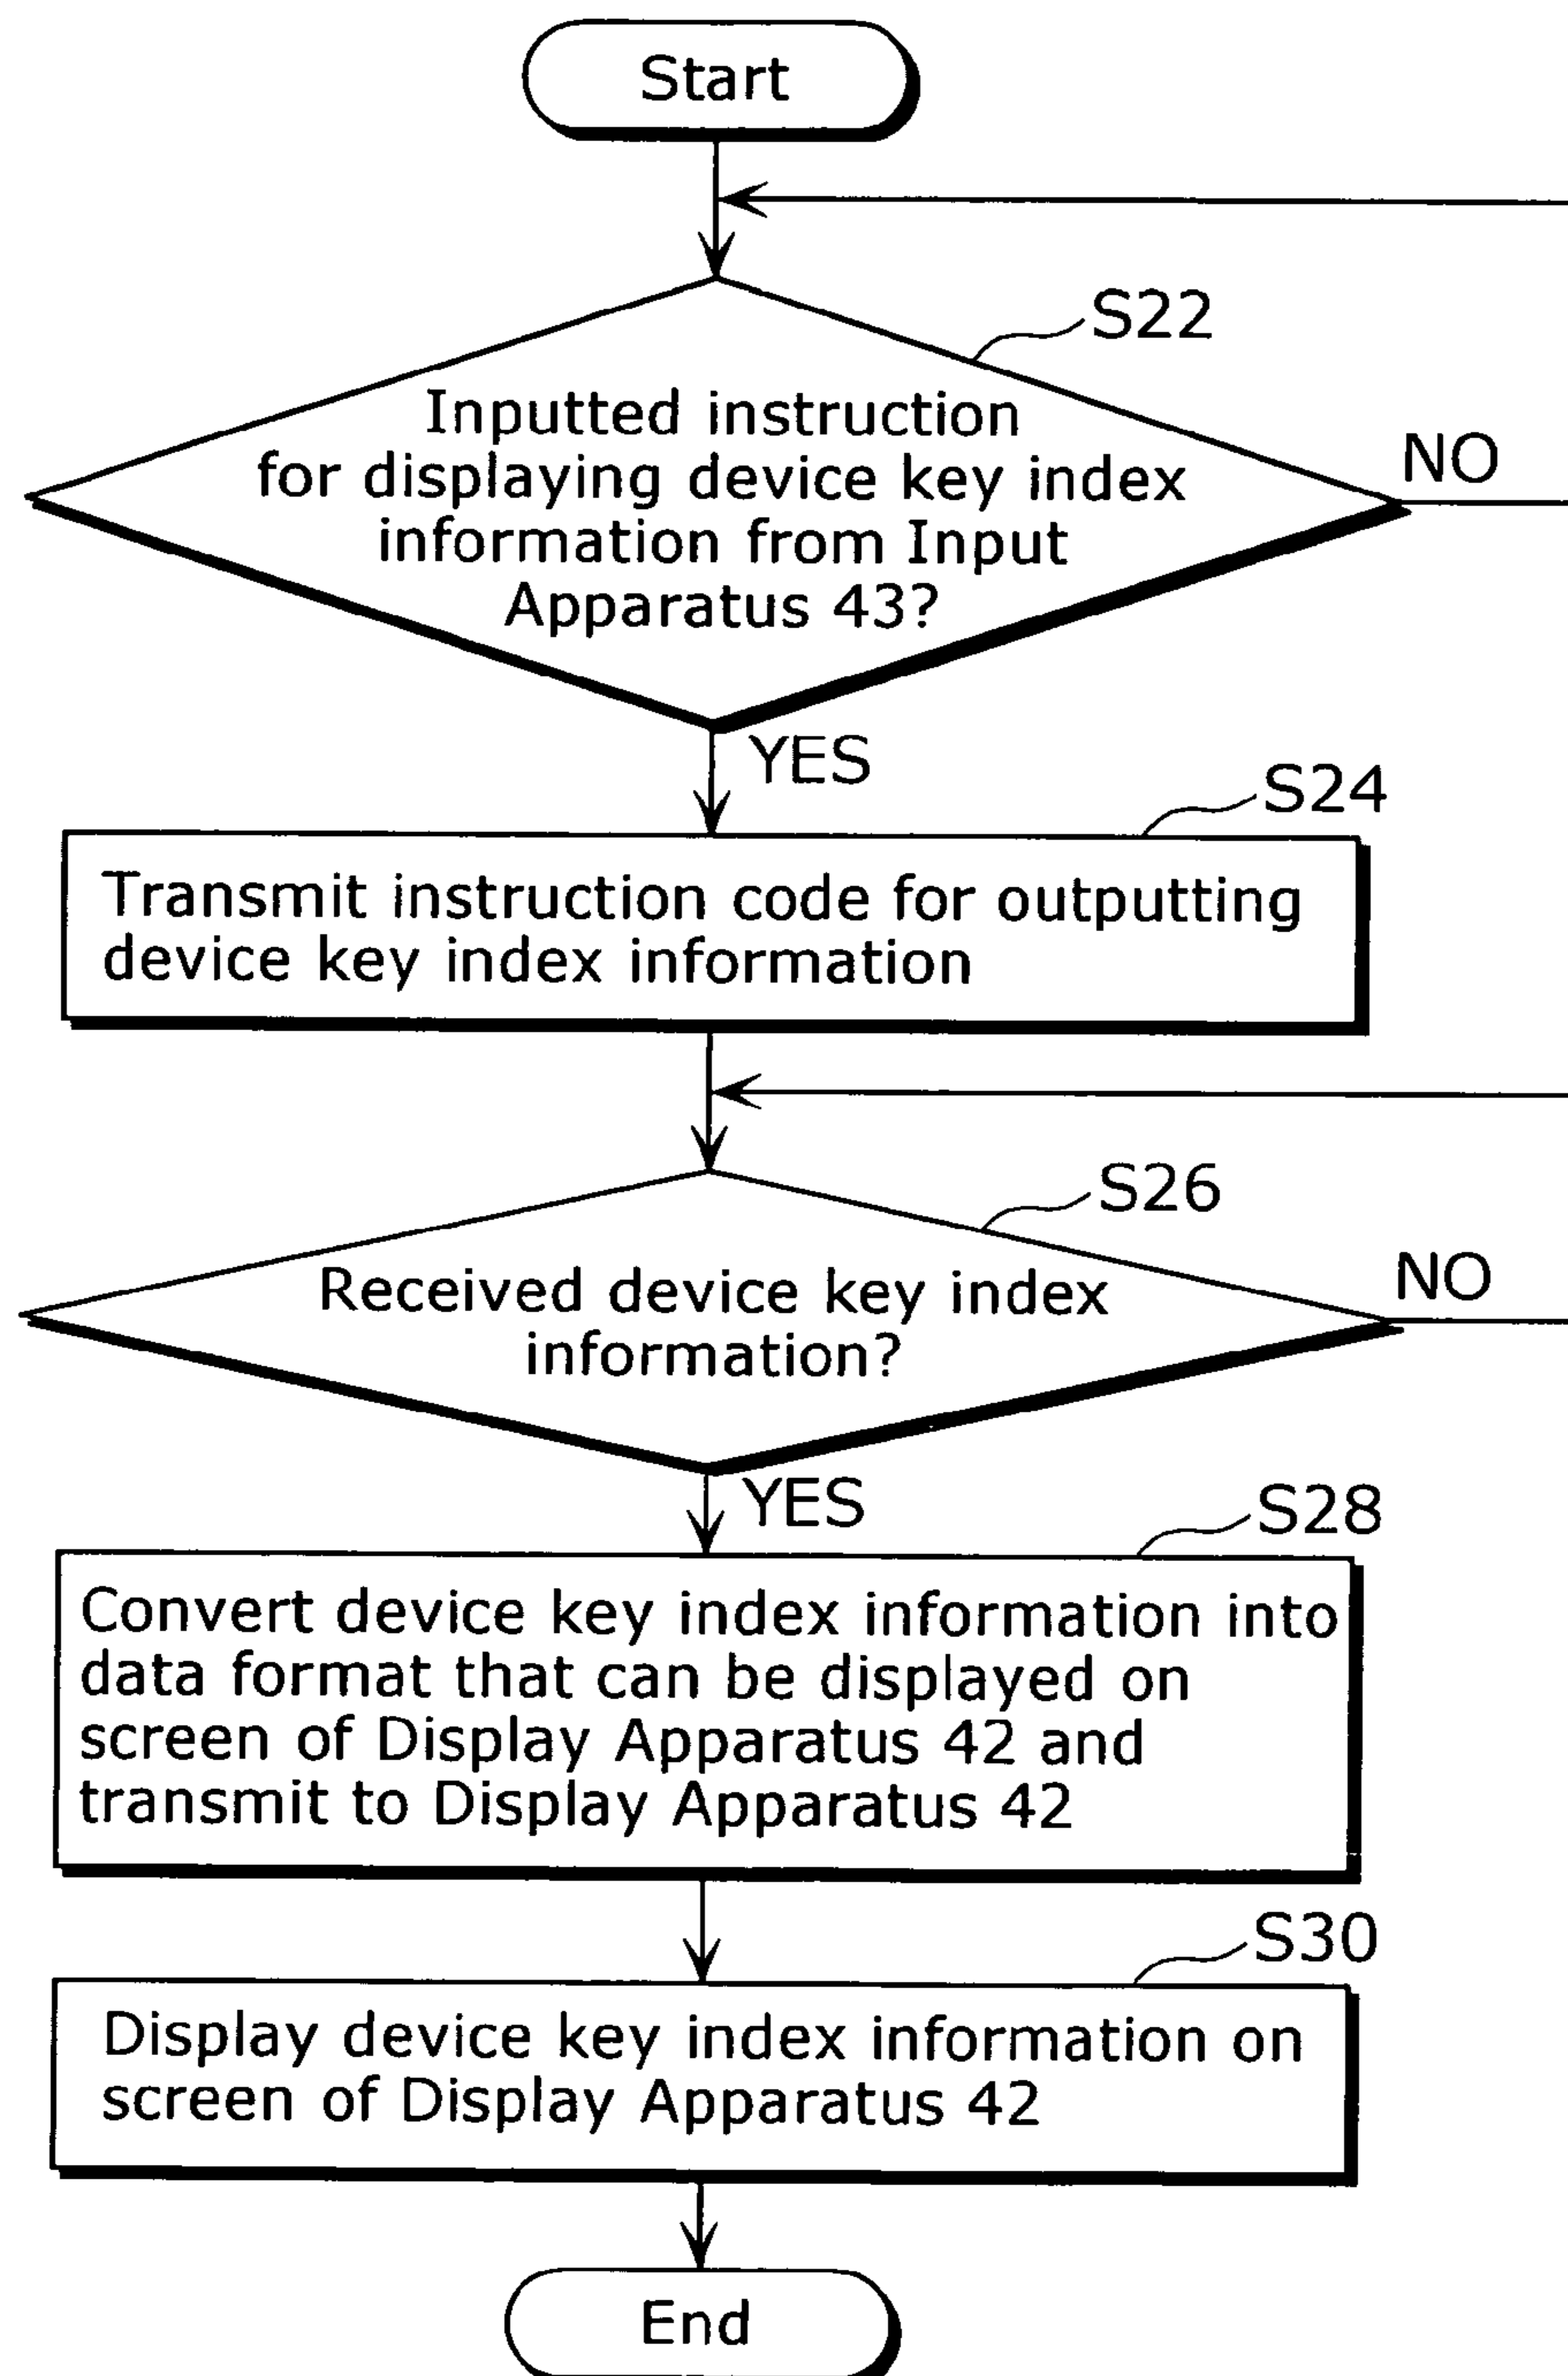 Start
S22
Inputted instruction
for displaying device key index
information from Input
Apparatus 43?
NO
YES
S24
Transmit instruction code for outputting
device key index information
S26
Received device key index
information?
NO
YES
S28
Convert device key index information into
data format that can be displayed on
screen of Display Apparatus 42 and
transmit to Display Apparatus 42
S30
Display device key index information on
screen of Display Apparatus 42
End